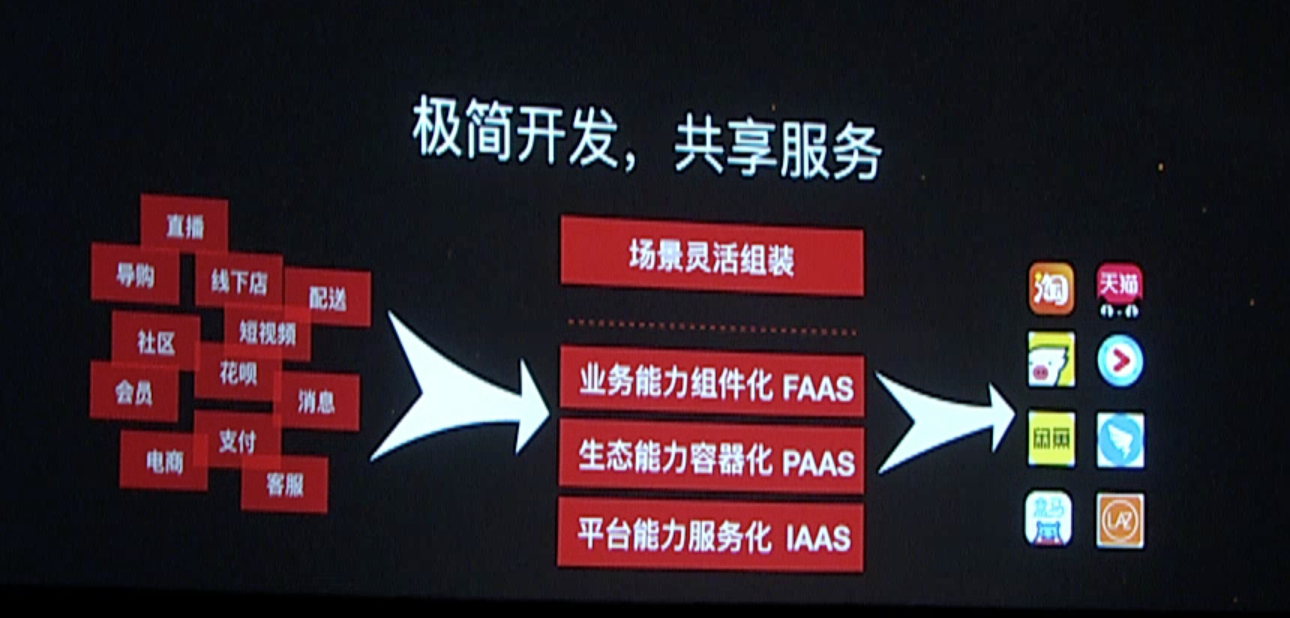 极简开发，共享服务
直播
导购
线下店
配送
社区
短视频
会员
花呗
消息
电商
支付
客服
场景灵活组装
业务能力组件化 FAAS
生态能力容器化 PAAS
平台能力服务化 IAAS
淘
天猫
闲鱼
盒马
LAZ